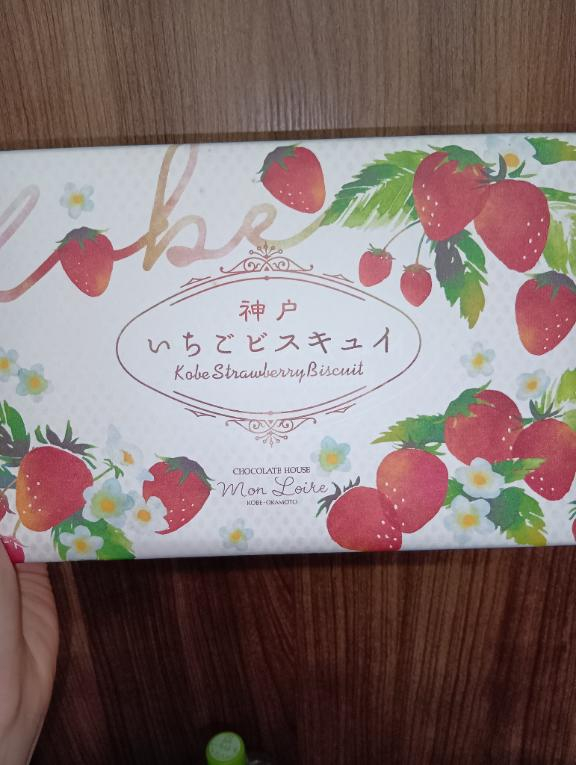 be
神戸
いちごビスキュイ
Kobe Strawberry Biscuit
CHOCOLATE HOUSE
Mon Loire
KOBE-OKAMOTO